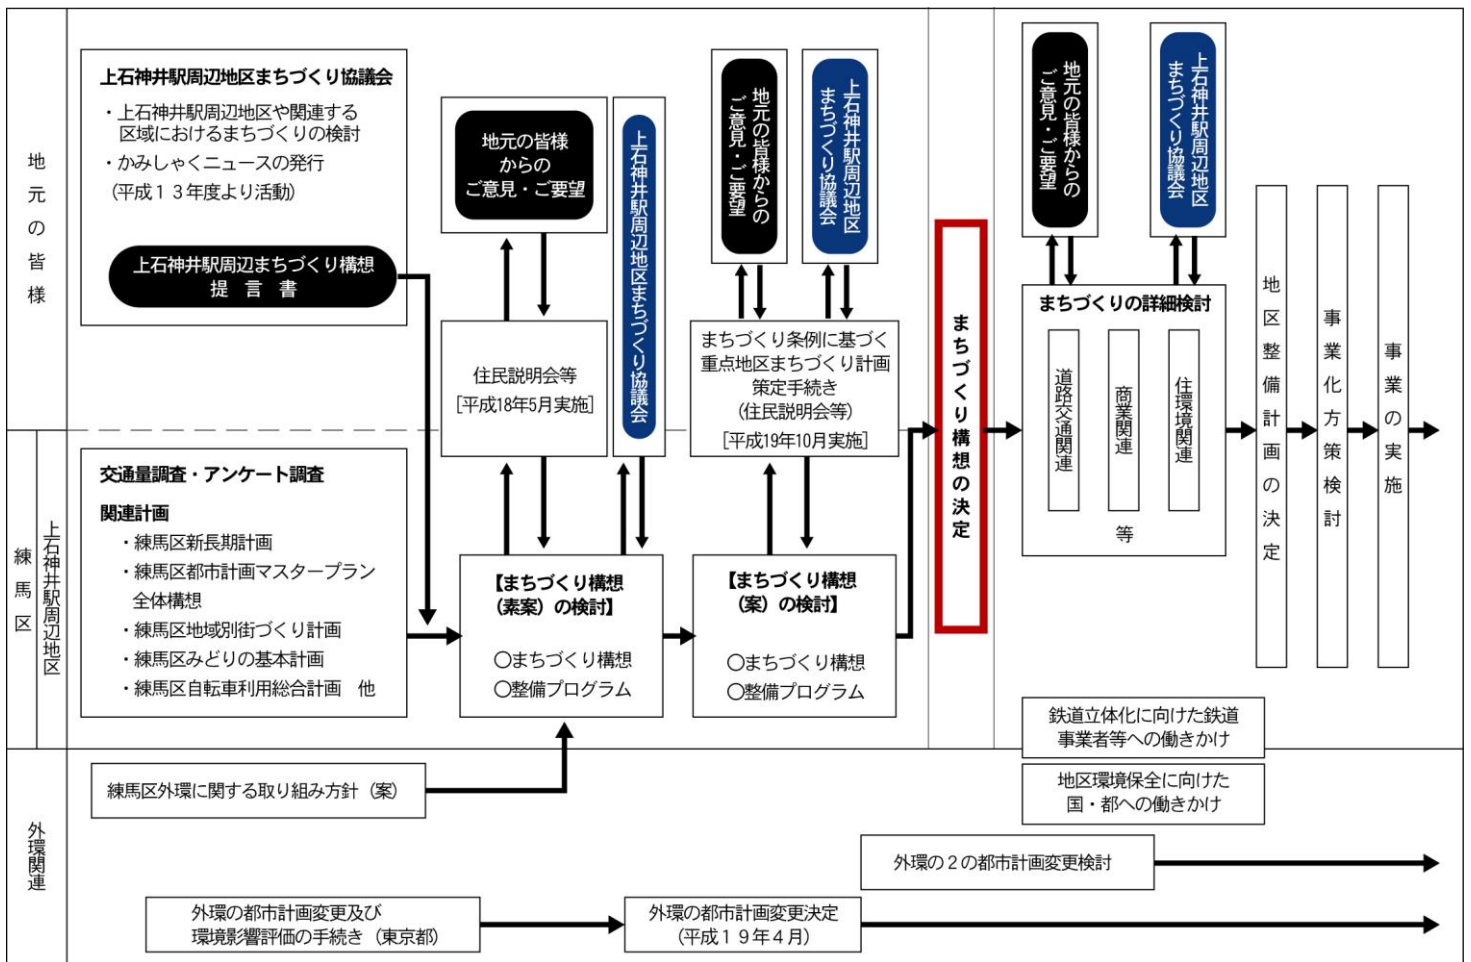 地元の皆様
上石神井駅周辺地区まちづくり協議会
・上石神井駅周辺地区や関連する
区域におけるまちづくりの検討
・かみしゃくニュースの発行
(平成13年度より活動)
上石神井駅周辺まちづくり構想
提 言 書
地元の皆様
からの
ご意見・ご要望
住民説明会等
[平成18年5月実施]
上石神井駅周辺地区まちづくり協議会
地元の皆様からの
ご意見・ご要望
上石神井駅周辺地区
まちづくり協議会
まちづくり条例に基づく
重点地区まちづくり計画
策定手続き
(住民説明会等)
[平成19年10月実施]
まちづくり構想の決定
地元の皆様からの
ご意見・ご要望
上石神井駅周辺地区
まちづくり協議会
まちづくりの詳細検討
道路交通関連
商業関連
住環境関連
等
地区整備計画の決定
事業化方策検討
事業の実施
練馬区
上石神井駅周辺地区
交通量調査・アンケート調査
関連計画
・練馬区新長期計画
・練馬区都市計画マスタープラン
全体構想
・練馬区地域別街づくり計画
・練馬区みどりの基本計画
・練馬区自転車利用総合計画 他
【まちづくり構想
(素案)の検討】
○まちづくり構想
○整備プログラム
【まちづくり構想
(案)の検討】
○まちづくり構想
○整備プログラム
鉄道立体化に向けた鉄道
事業者等への働きかけ
地区環境保全に向けた
国・都への働きかけ
外環関連
練馬区外環に関する取り組み方針(案)
外環の2の都市計画変更検討
外環の都市計画変更及び
環境影響評価の手続き(東京都)
外環の都市計画変更決定
(平成19年4月)